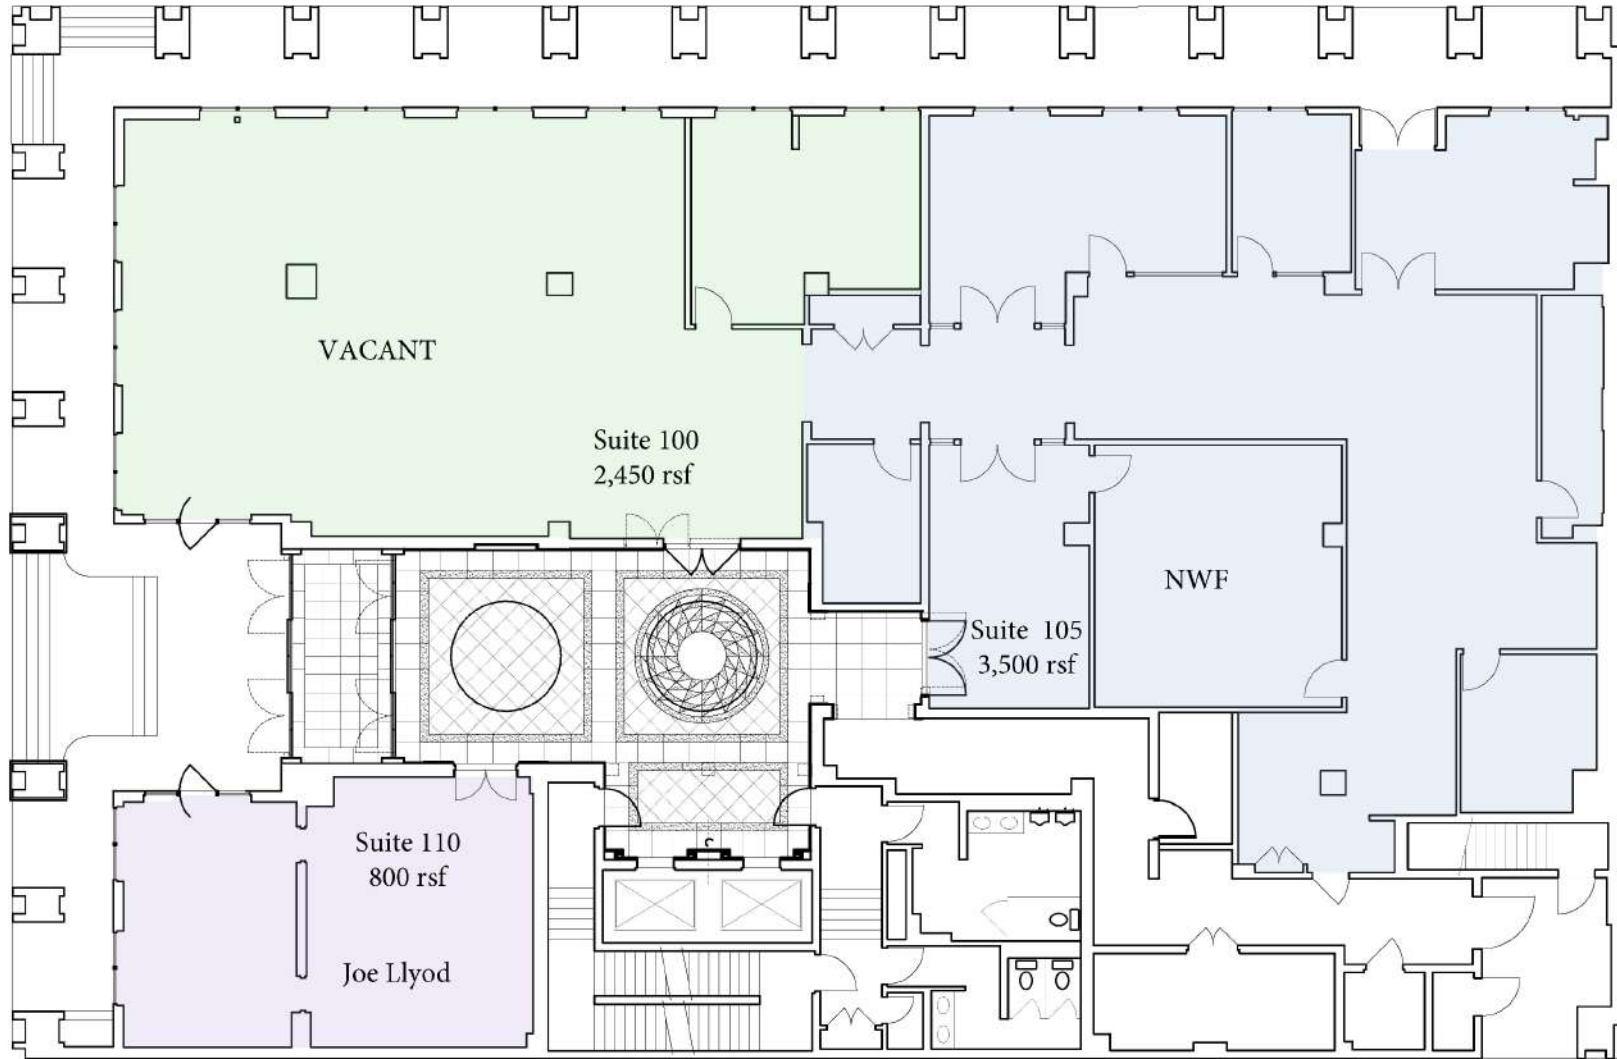 VACANT
Suite 100
2,450 rsf
NWF
Suite 105
3,500 rsf
Suite 110
800 rsf
Joe Llyod